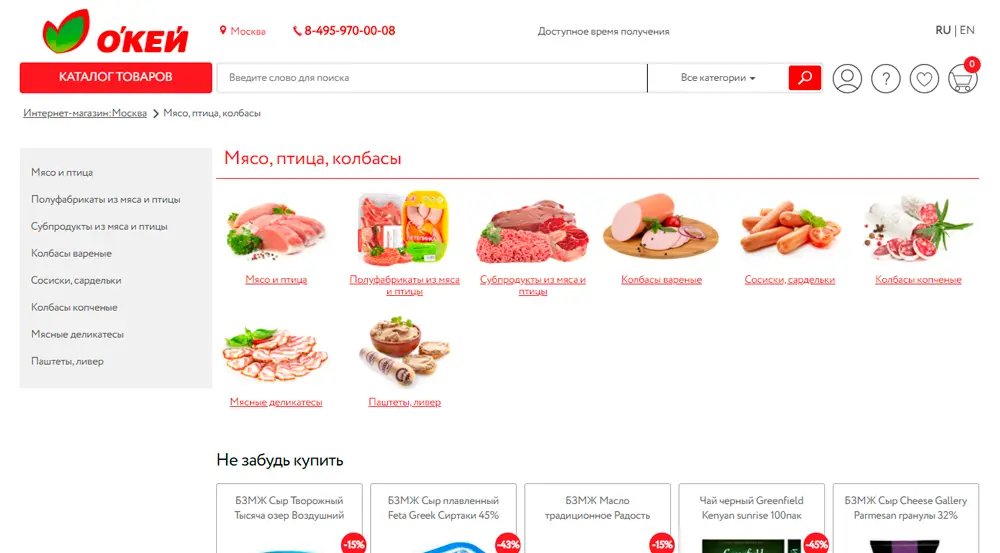 О'КЕЙ
Москва
8-495-970-00-08
Доступное время получения
RU | EN
КАТАЛОГ ТОВАРОВ
Введите слово для поиска
Все категории
?
0
Интернет-магазин:Москва > Мясо, птица, колбасы
Мясо и птица
Полуфабрикаты из мяса и птицы
Субпродукты из мяса и птицы
Колбасы вареные
Сосиски, сардельки
Колбасы копченые
Мясные деликатесы
Паштеты, ливер
Мясо, птица, колбасы
Мясо и птица
Полуфабрикаты из мяса
и птицы
Субпродукты из мяса и
птицы
Колбасы вареные
Сосиски, сардельки
Колбасы копченые
Мясные деликатесы
Паштеты, ливер
Не забудь купить
БЗМЖ Сыр Творожный
Тысяча озер Воздушний
-15%
БЗМЖ Сыр плавленный
Feta Greek Сиртаки 45%
-43%
БЗМЖ Масло
традиционное Радость
-15%
Чай черный Greenfield
Kenyan sunrise 100пак
-45%
БЗМЖ Сыр Cheese Gallery
Parmesan гранулы 32%